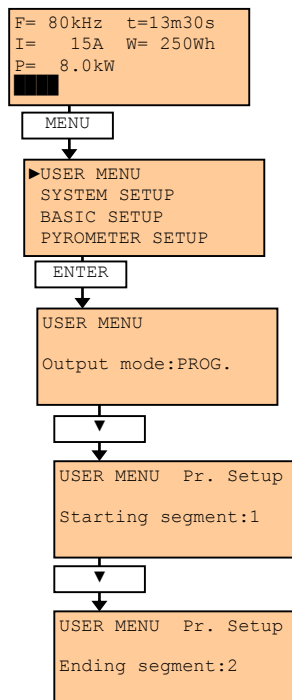 F= 80kHz t=13m30s
I= 15A W= 250Wh
P= 8.0kW
MENU
►USER MENU
SYSTEM SETUP
BASIC SETUP
PYROMETER SETUP
ENTER
USER MENU
Output mode:PROG.
▼
USER MENU Pr. Setup
Starting segment:1
▼
USER MENU Pr. Setup
Ending segment:2